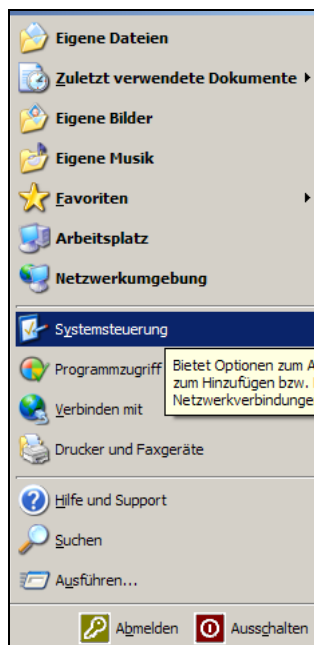 Eigene Dateien
Zuletzt verwendete Dokumente
Eigene Bilder
Eigene Musik
Favoriten
Arbeitsplatz
Netzwerkumgebung
Systemsteuerung
Programmzugriff
Bietet Optionen zum A
zum Hinzufügen bzw.
Netzwerkverbindunge
Verbinden mit
Drucker und Faxgeräte
Hilfe und Support
Suchen
Ausführen...
Abmelden Ausschalten